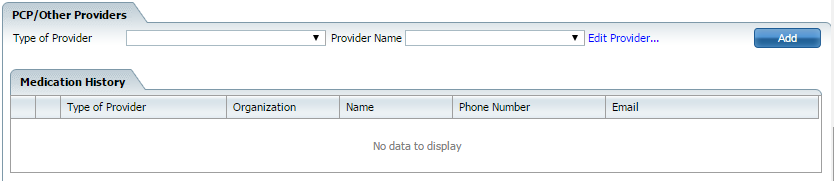 PCP/Other Providers
Type of Provider Provider Name Edit Provider... Add
Medication History
Type of Provider Organization Name Phone Number Email
No data to display